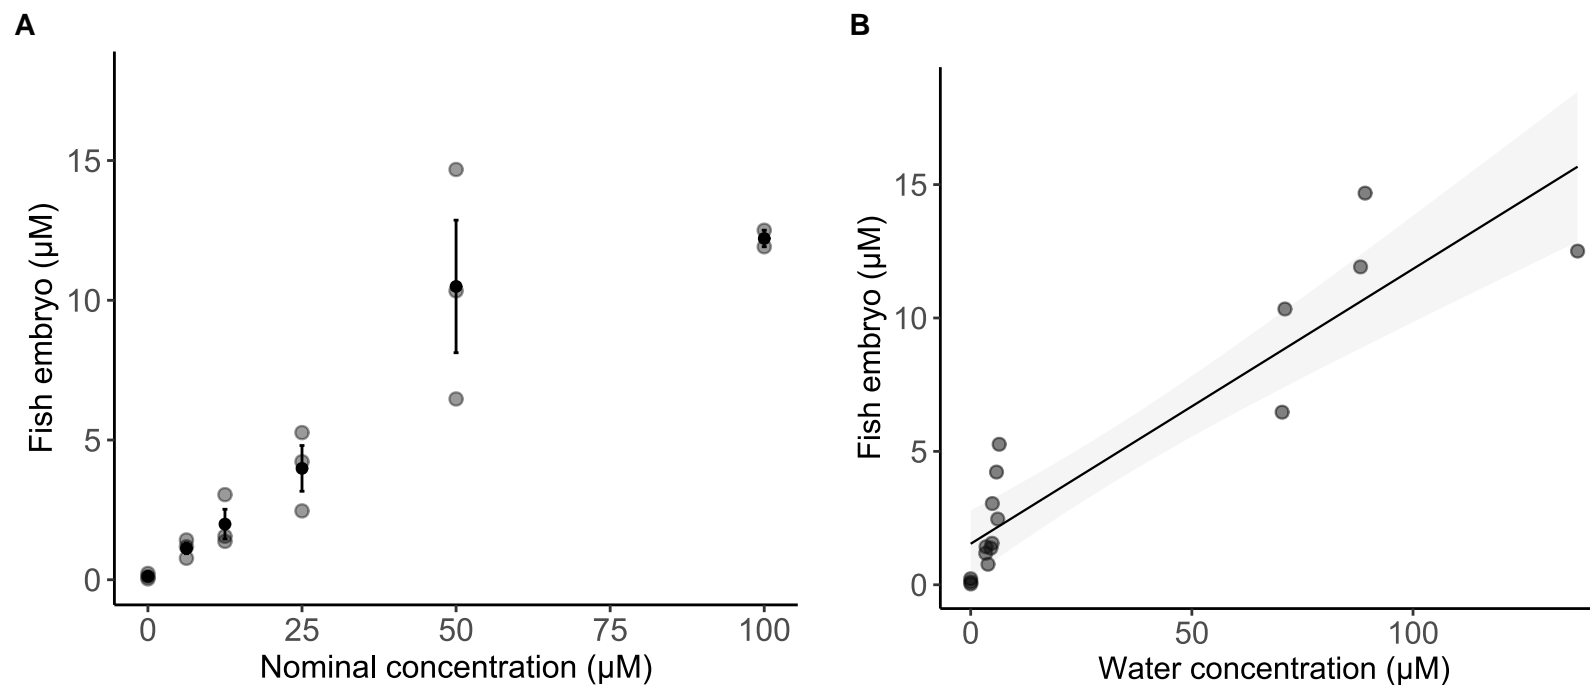 A
Fish embryo (µM)
15
10
5
0
0 25 50 75 100
Nominal concentration (µM)
B
Fish embryo (µM)
15
10
5
0
0 50 100
Water concentration (µM)